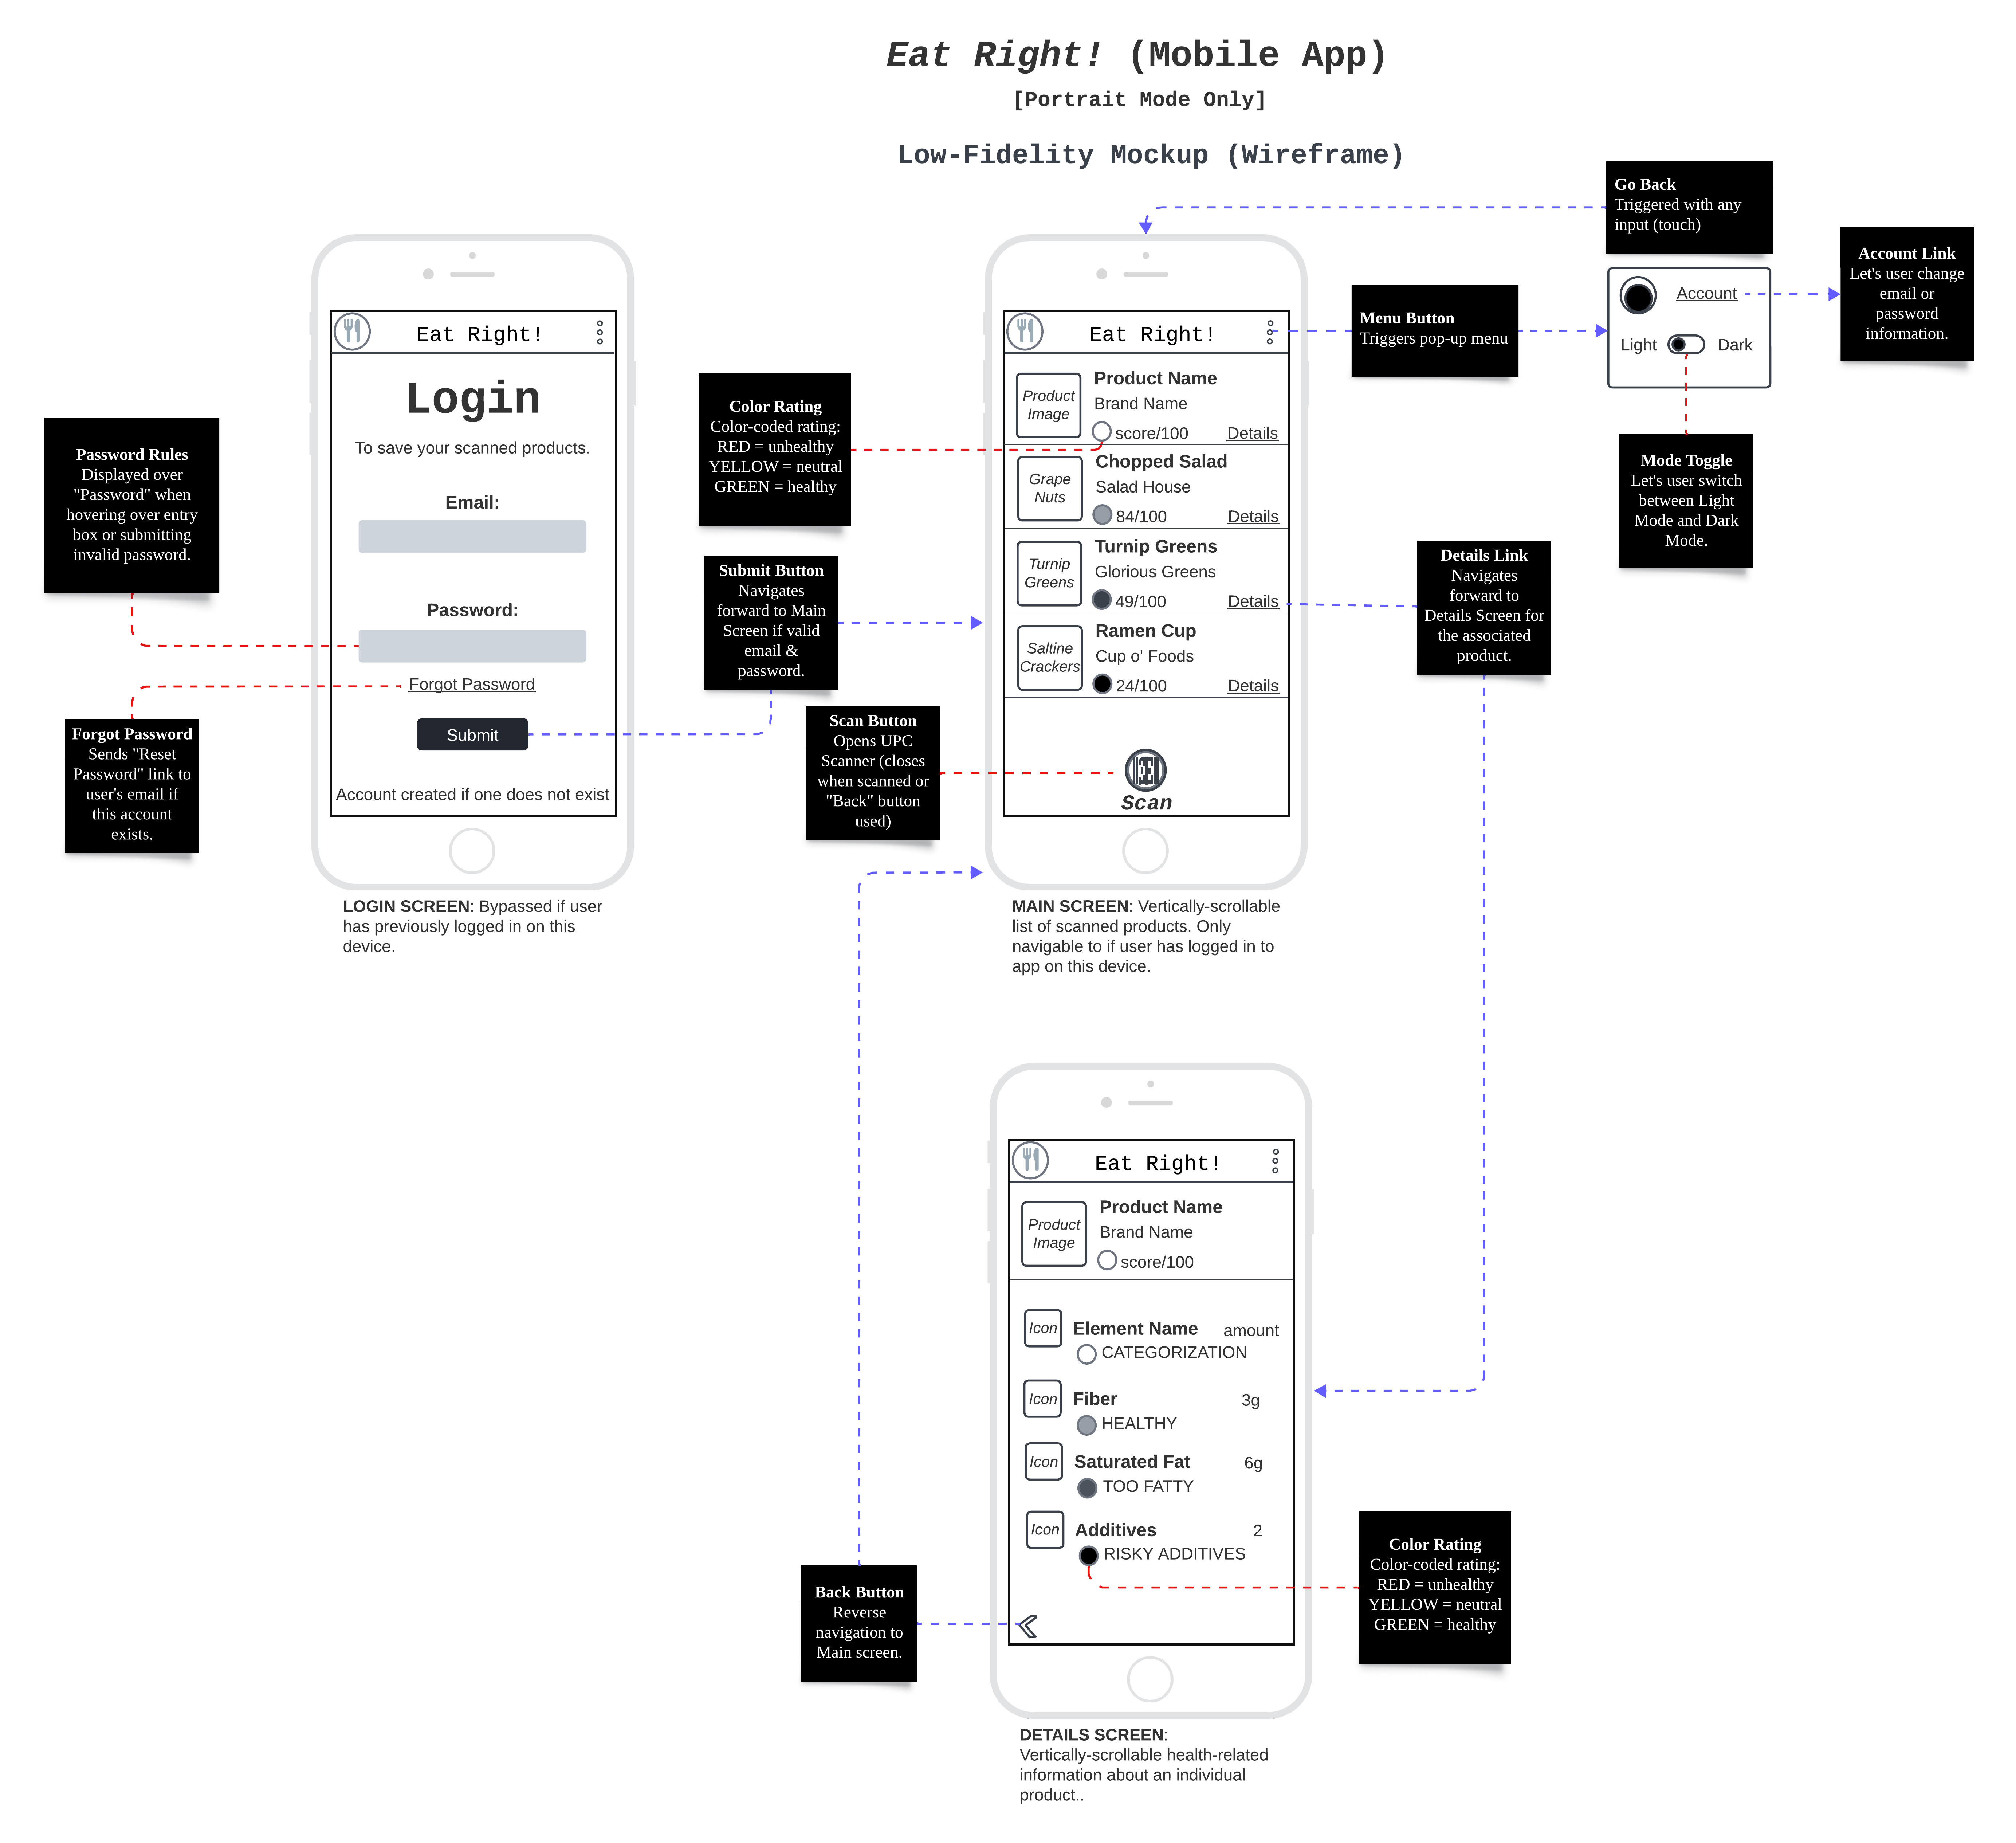 Eat Right! (Mobile App)
[Portrait Mode Only]
Low-Fidelity Mockup (Wireframe)
Go Back
Triggered with any
input (touch)
Account Link
Let's user change
email or
password
information.
Account
Light
Dark
Menu Button
Triggers pop-up menu
Mode Toggle
Let's user switch
between Light
Mode and Dark
Mode.
Eat Right!
Login
To save your scanned products.
Email:
Password:
Forgot Password
Submit
Account created if one does not exist
LOGIN SCREEN: Bypassed if user
has previously logged in on this
device.
Password Rules
Displayed over
"Password" when
hovering over entry
box or submitting
invalid password.
Forgot Password
Sends "Reset
Password" link to
user's email if
this account
exists.
Color Rating
Color-coded rating:
RED = unhealthy
YELLOW = neutral
GREEN = healthy
Submit Button
Navigates
forward to Main
Screen if valid
email &
password.
Scan Button
Opens UPC
Scanner (closes
when scanned or
"Back" button
used)
Eat Right!
Product
Image
Product Name
Brand Name
score/100
Details
Grape
Nuts
Chopped Salad
Salad House
84/100
Details
Turnip
Greens
Turnip Greens
Glorious Greens
49/100
Details
Saltine
Crackers
Ramen Cup
Cup o' Foods
24/100
Details
Scan
MAIN SCREEN: Vertically-scrollable
list of scanned products. Only
navigable to if user has logged in to
app on this device.
Details Link
Navigates
forward to
Details Screen for
the associated
product.
Eat Right!
Product
Image
Product Name
Brand Name
score/100
Icon
Element Name
amount
CATEGORIZATION
Icon
Fiber
3g
HEALTHY
Icon
Saturated Fat
6g
TOO FATTY
Icon
Additives
2
RISKY ADDITIVES
Color Rating
Color-coded rating:
RED = unhealthy
YELLOW = neutral
GREEN = healthy
Back Button
Reverse
navigation to
Main screen.
DETAILS SCREEN:
Vertically-scrollable health-related
information about an individual
product..